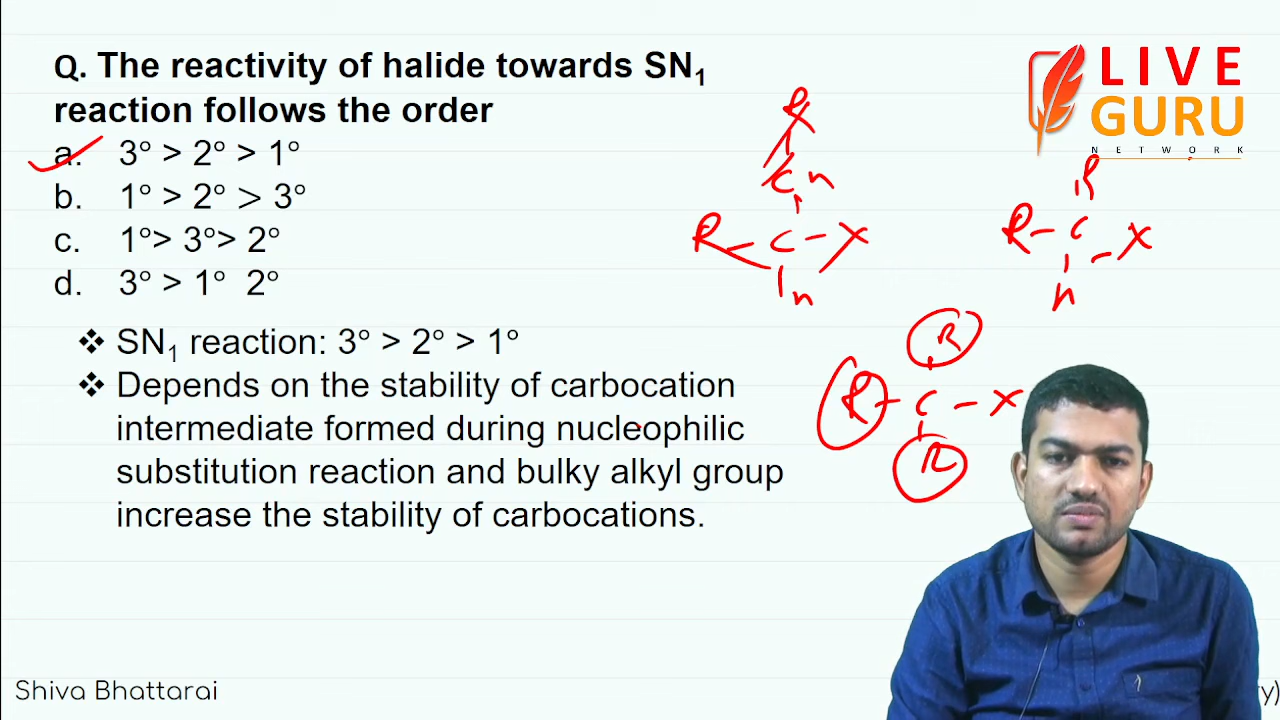 Q. The reactivity of halide towards SN₁
reaction follows the order
a. 3° > 2° > 1°
b. 1° > 2° > 3°
c. 1°> 3°> 2°
d. 3° > 1° 2°
❖ SN₁ reaction: 3° > 2° > 1°
❖ Depends on the stability of carbocation
intermediate formed during nucleophilic
substitution reaction and bulky alkyl group
increase the stability of carbocations.
LIVE
GURU
NETWORK
R
R - C - X
R
R - C - X
R
R - C - X
R
Shiva Bhattarai
ry)